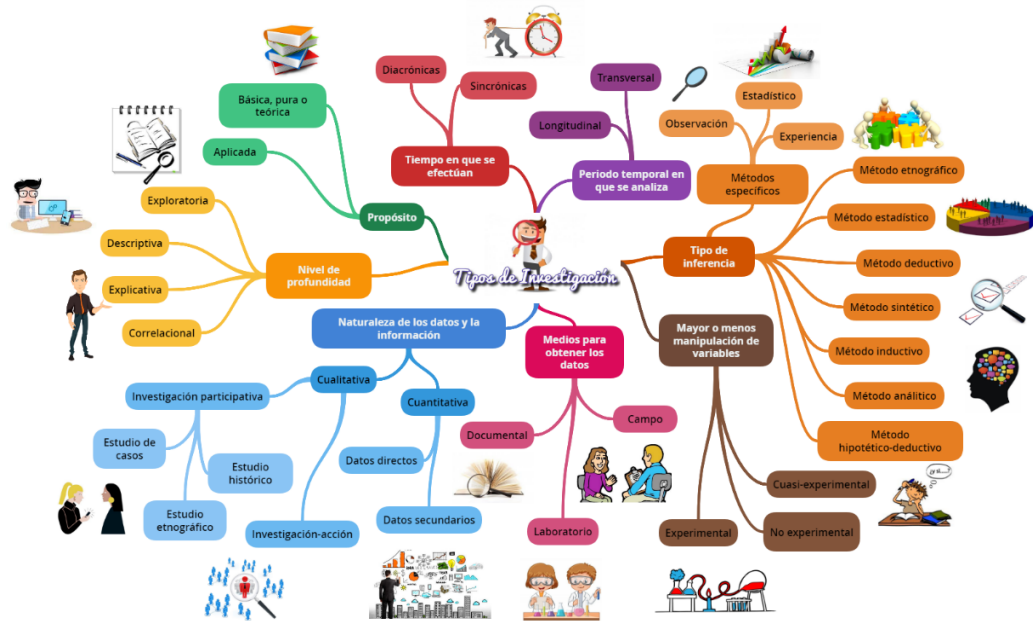 Tipos de Investigación
Propósito
Básica, pura o
teórica
Aplicada
Tiempo en que se
efectúan
Diacrónicas
Sincrónicas
Periodo temporal en
que se analiza
Transversal
Longitudinal
Tipo de
inferencia
Métodos
específicos
Observación
Estadístico
Experiencia
Método etnográfico
Método estadístico
Método deductivo
Método sintético
Método inductivo
Método análitico
Método
hipotético-deductivo
Mayor o menos
manipulación de
variables
Cuasi-experimental
No experimental
Experimental
Medios para
obtener los
datos
Documental
Campo
Laboratorio
Naturaleza de los datos y la
información
Cualitativa
Investigación participativa
Estudio de
casos
Estudio
histórico
Estudio
etnográfico
Investigación-acción
Cuantitativa
Datos directos
Datos secundarios
Nivel de
profundidad
Exploratoria
Descriptiva
Explicativa
Correlacional